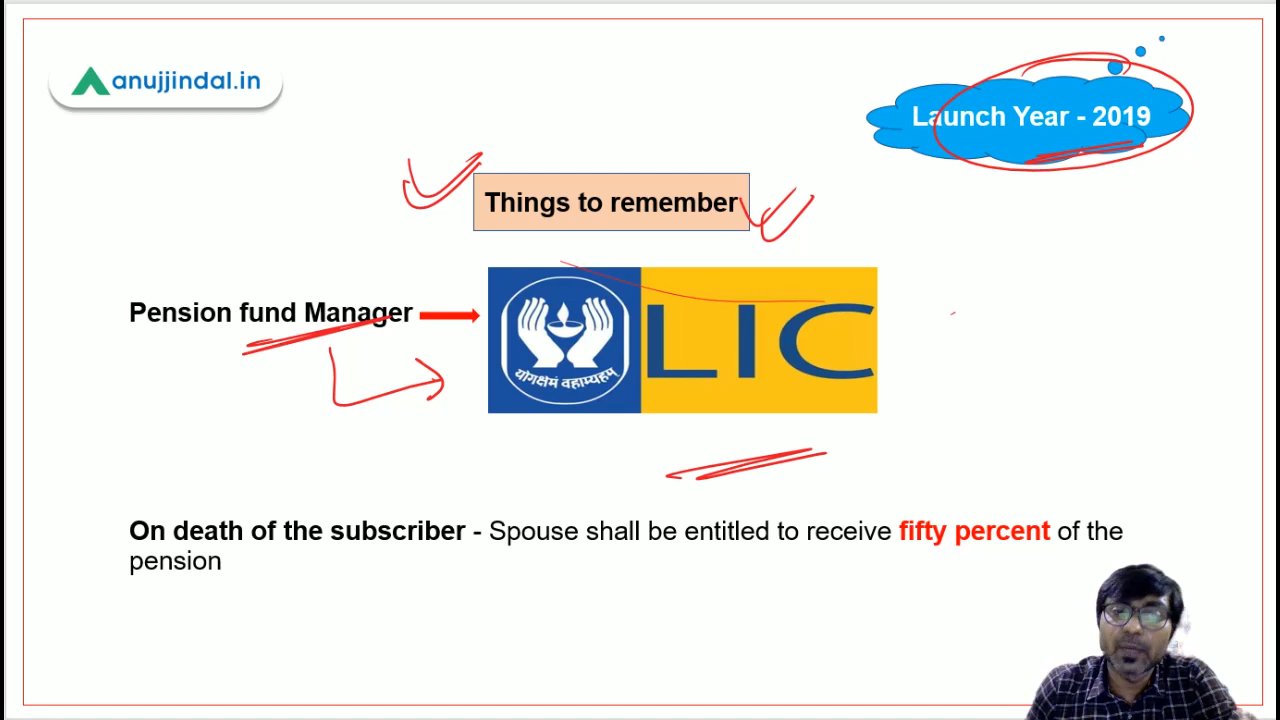 anujjindal.in
Launch Year - 2019
Things to remember
Pension fund Manager
LIC
योगक्षेमं वहाम्यहम्
On death of the subscriber - Spouse shall be entitled to receive fifty percent of the
pension